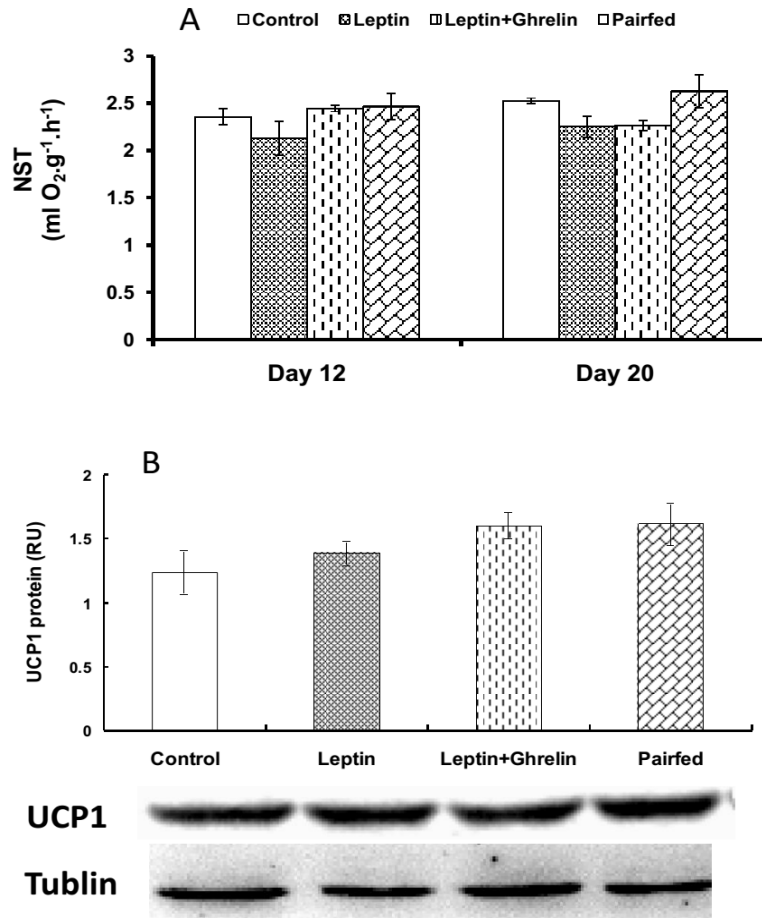 A
Control Leptin Leptin+Ghrelin Pairfed
NST
(ml O₂.g⁻¹.h⁻¹)
3
2.5
2
1.5
1
0.5
0
Day 12 Day 20
B
UCP1 protein (RU)
2
1.5
1
0.5
0
Control Leptin Leptin+Ghrelin Pairfed
UCP1
Tublin